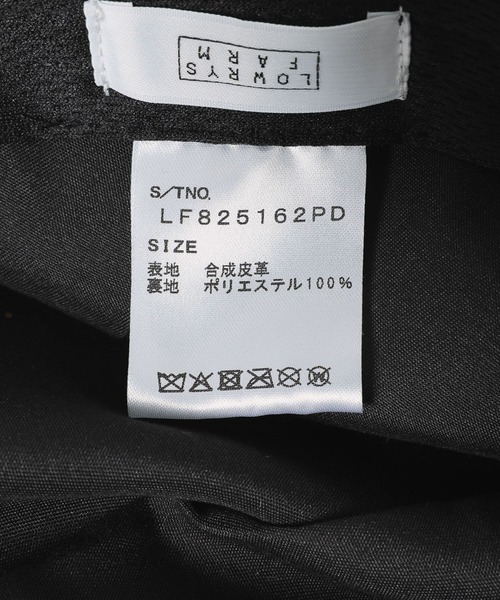 LOWRYS
FARM
S/TNO.
LF825162PD
SIZE
表地 合成皮革
裏地 ポリエステル100%